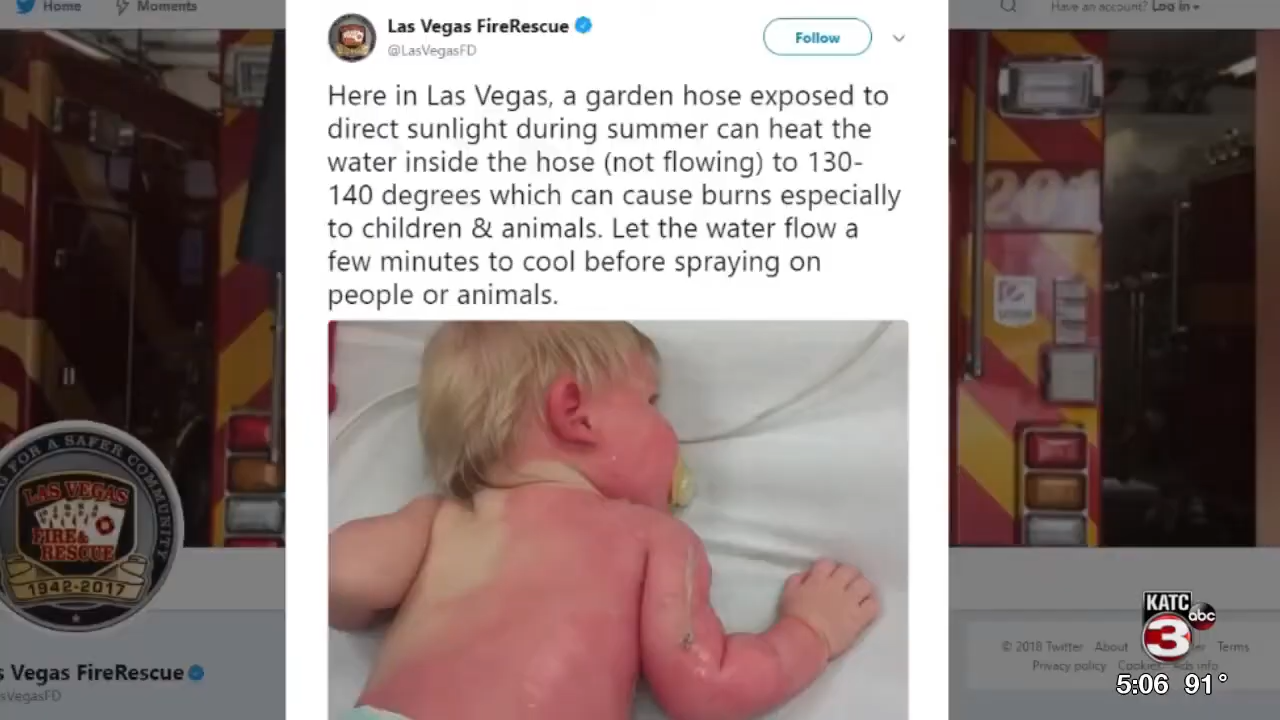 Home
Moments
Have an account? Log in
Las Vegas FireRescue
@LasVegasFD
Follow
Here in Las Vegas, a garden hose exposed to
direct sunlight during summer can heat the
water inside the hose (not flowing) to 130-
140 degrees which can cause burns especially
to children & animals. Let the water flow a
few minutes to cool before spraying on
people or animals.
201
FOR A SAFER COMMUNITY
LAS VEGAS
FIRE&
RESCUE
1942-2017
s Vegas FireRescue
sVegasFD
© 2018 Twitter About Terms
Privacy policy Cookies Ads info
KATC
abc
3
5:06 91°